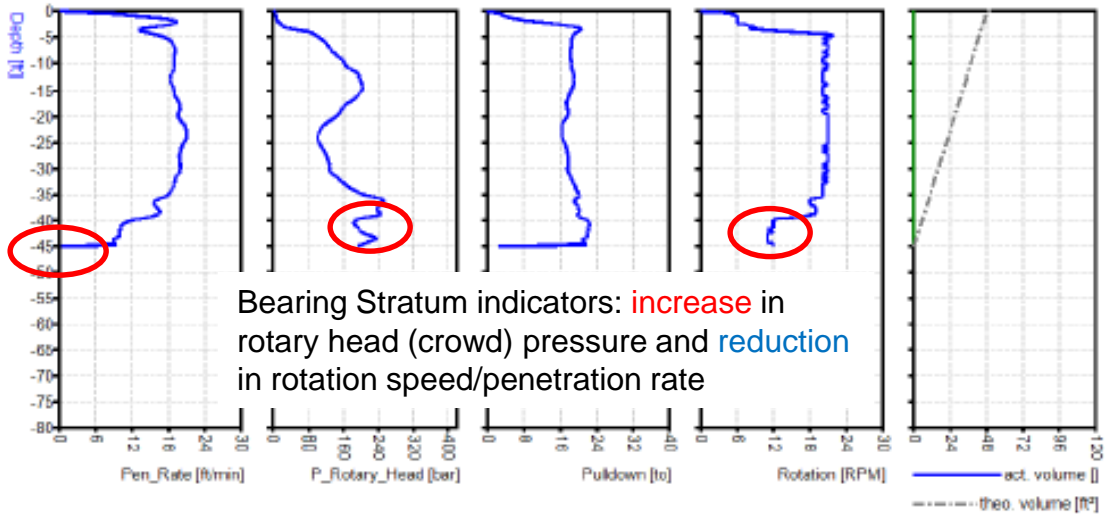 Depth [ft]
0
-5
-10
-15
-20
-25
-30
-35
-40
-45
-50
-55
-60
-65
-70
-75
-80
Bearing Stratum indicators: increase in
rotary head (crowd) pressure and reduction
in rotation speed/penetration rate
0 6 12 18 24 30
Pen_Rate [ft/min]
0 80 160 240 320 400
P_Rotary_Head [bar]
0 8 16 24 32 40
Pulldown [to]
0 6 12 18 24 30
Rotation [RPM]
0 24 48 72 96 120
act. volume []
theo. volume [ft³]